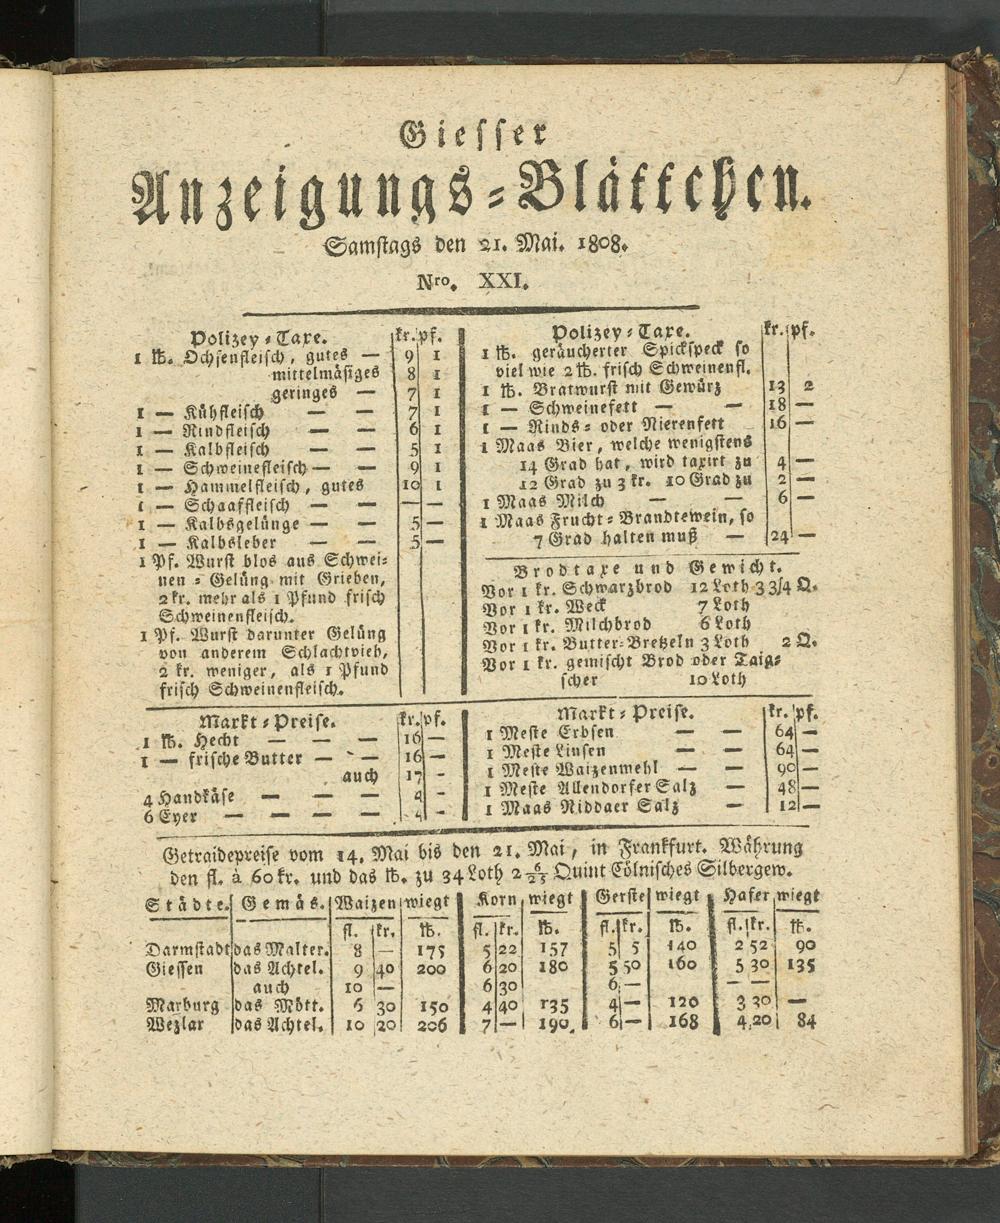 Giesser
Anzeigungs-Blättchen.
Samstags den 21. Mai. 1808.
Nro. XXI.
Polizey-Taxe. kr. pf.
1 ℔. Ochsenfleisch, gutes — 9 1
mittelmäsiges 8 1
geringes — 7 1
1 — Kühfleisch — — 7 1
1 — Rindfleisch — — 6 1
1 — Kalbfleisch — — 5 1
1 — Schweinefleisch — — 9 1
1 — Hammelfleisch, gutes 10 1
1 — Schaaffleisch — — — —
1 — Kalbsgelünge — — 5 —
1 — Kalbsleber — — 5 —
1 Pf. Wurst blos aus Schwei-
nen-Gelüng mit Grieben,
2 kr. mehr als 1 Pfund frisch
Schweinenfleisch.
1 Pf. Wurst darunter Gelüng
von anderem Schlachtvieh,
2 kr. weniger, als 1 Pfund
frisch Schweinenfleisch.
Polizey-Taxe. kr. pf.
1 ℔. geräucherter Spickspeck so
viel wie 2 ℔. frisch Schweinenfl.
1 ℔. Bratwurst mit Gewürz 13 2
1 — Schweinefett — — 18 —
1 — Rinds- oder Nierenfett 16 —
1 Maas Bier, welche wenigstens
14 Grad hat, wird taxirt zu 4 —
12 Grad zu 3 kr. 10 Grad zu 2 —
1 Maas Milch — — 6 —
1 Maas Frucht-Brandtewein, so
7 Grad halten muß — 24 —
Brodtaxe und Gewicht.
Vor 1 kr. Schwarzbrod 12 Loth 3 3/4 Q.
Vor 1 kr. Weck 7 Loth
Vor 1 kr. Milchbrod 6 Loth
Vor 1 kr. Butter-Bretzeln 3 Loth 2 Q.
Vor 1 kr. gemischt Brod oder Taig-
scher 10 Loth
Markt-Preise. kr. pf.
1 ℔. Hecht — — — 16 —
1 — frische Butter — — 16 —
auch 17 -
4 Handkäse — — — 4 -
6 Eyer — — — — 4 -
Markt-Preise. kr. pf.
1 Meste Erbsen — — 64 —
1 Meste Linsen — — 64 —
1 Meste Waizenmehl — — 90 —
1 Meste Allendorfer Salz — 48 —
1 Maas Niddaer Salz — 12 —
Getraidepreise vom 14. Mai bis den 21. Mai, in Frankfurt. Währung
den fl. à 60 kr. und das ℔. zu 34 Loth 2 6/25 Quint Cölnisches Silbergew.
Städte. Gemäs. Waizen wiegt Korn wiegt Gerste wiegt Hafer wiegt
fl. kr. ℔. fl. kr. ℔. fl. kr. ℔. fl. kr. ℔.
Darmstadt das Malter. 8 — 175 5 22 157 5 5 140 2 52 90
Giessen das Achtel. 9 40 200 6 20 180 5 50 160 5 30 135
auch 10 — 6 30 6 — — —
Marburg das Mött. 6 30 150 4 40 135 4 — 120 3 30 —
Wezlar das Achtel. 10 20 206 7 — 190. 6 — 168 4 20 84